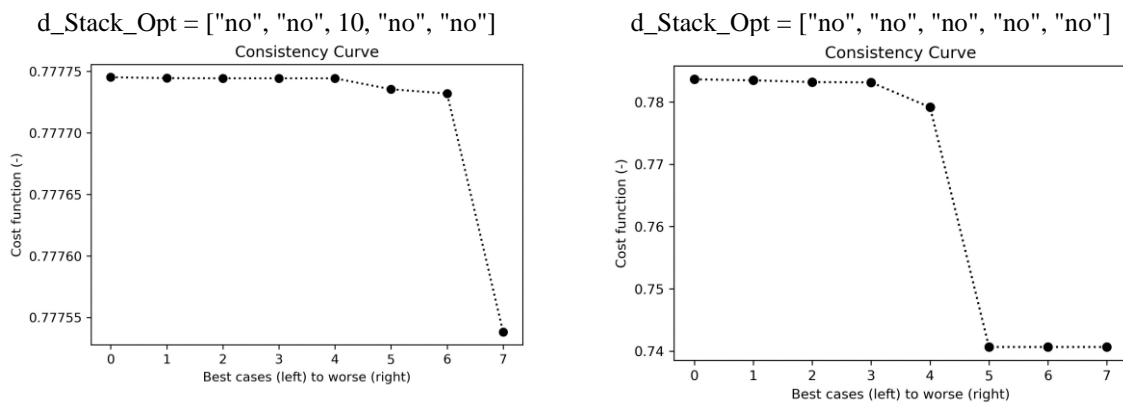 d_Stack_Opt = ["no", "no", 10, "no", "no"]
Consistency Curve
0.77775
0.77770
0.77765
0.77760
0.77755
Cost function (-)
0 1 2 3 4 5 6 7
Best cases (left) to worse (right)
d_Stack_Opt = ["no", "no", "no", "no", "no"]
Consistency Curve
0.78
0.77
0.76
0.75
0.74
Cost function (-)
0 1 2 3 4 5 6 7
Best cases (left) to worse (right)